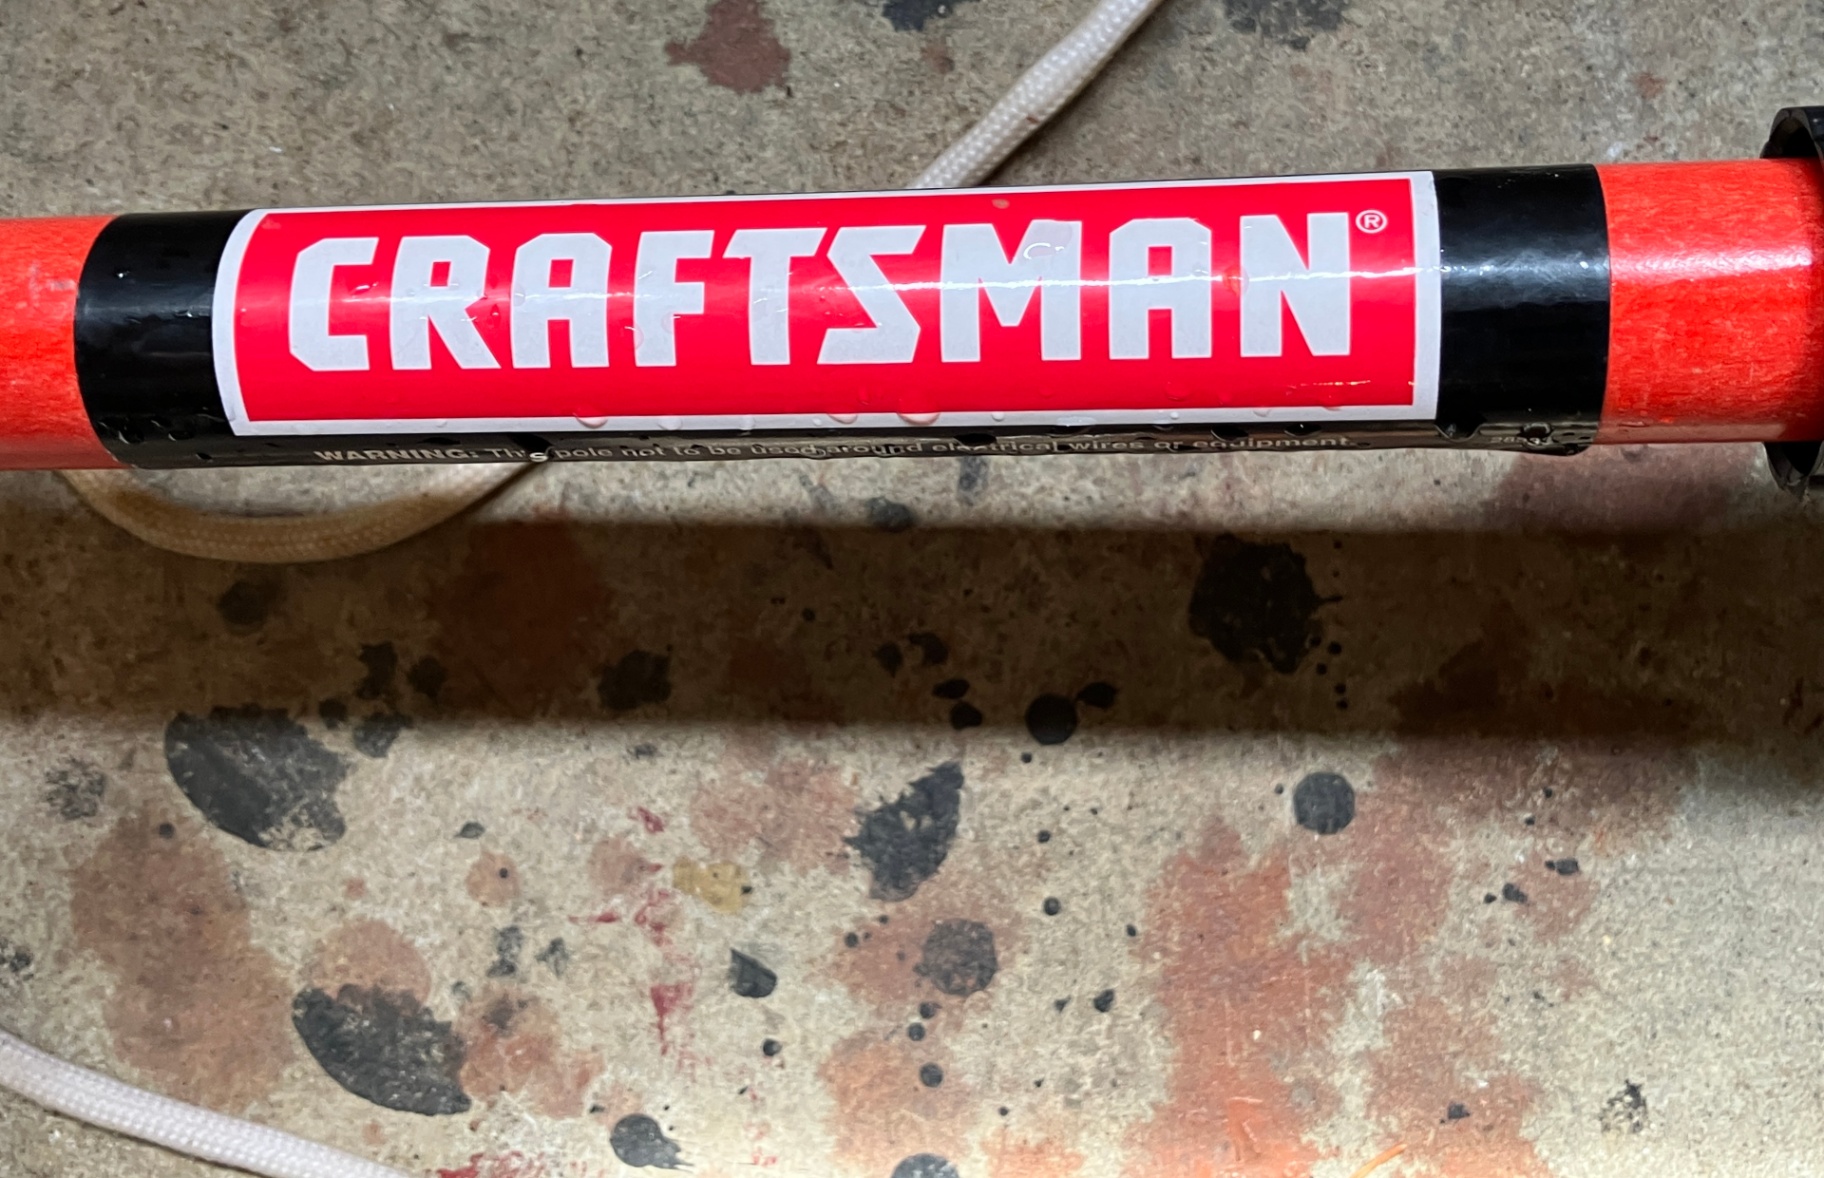 CRAFTSMAN®
WARNING: This pole not to be used around electrical wires or equipment.